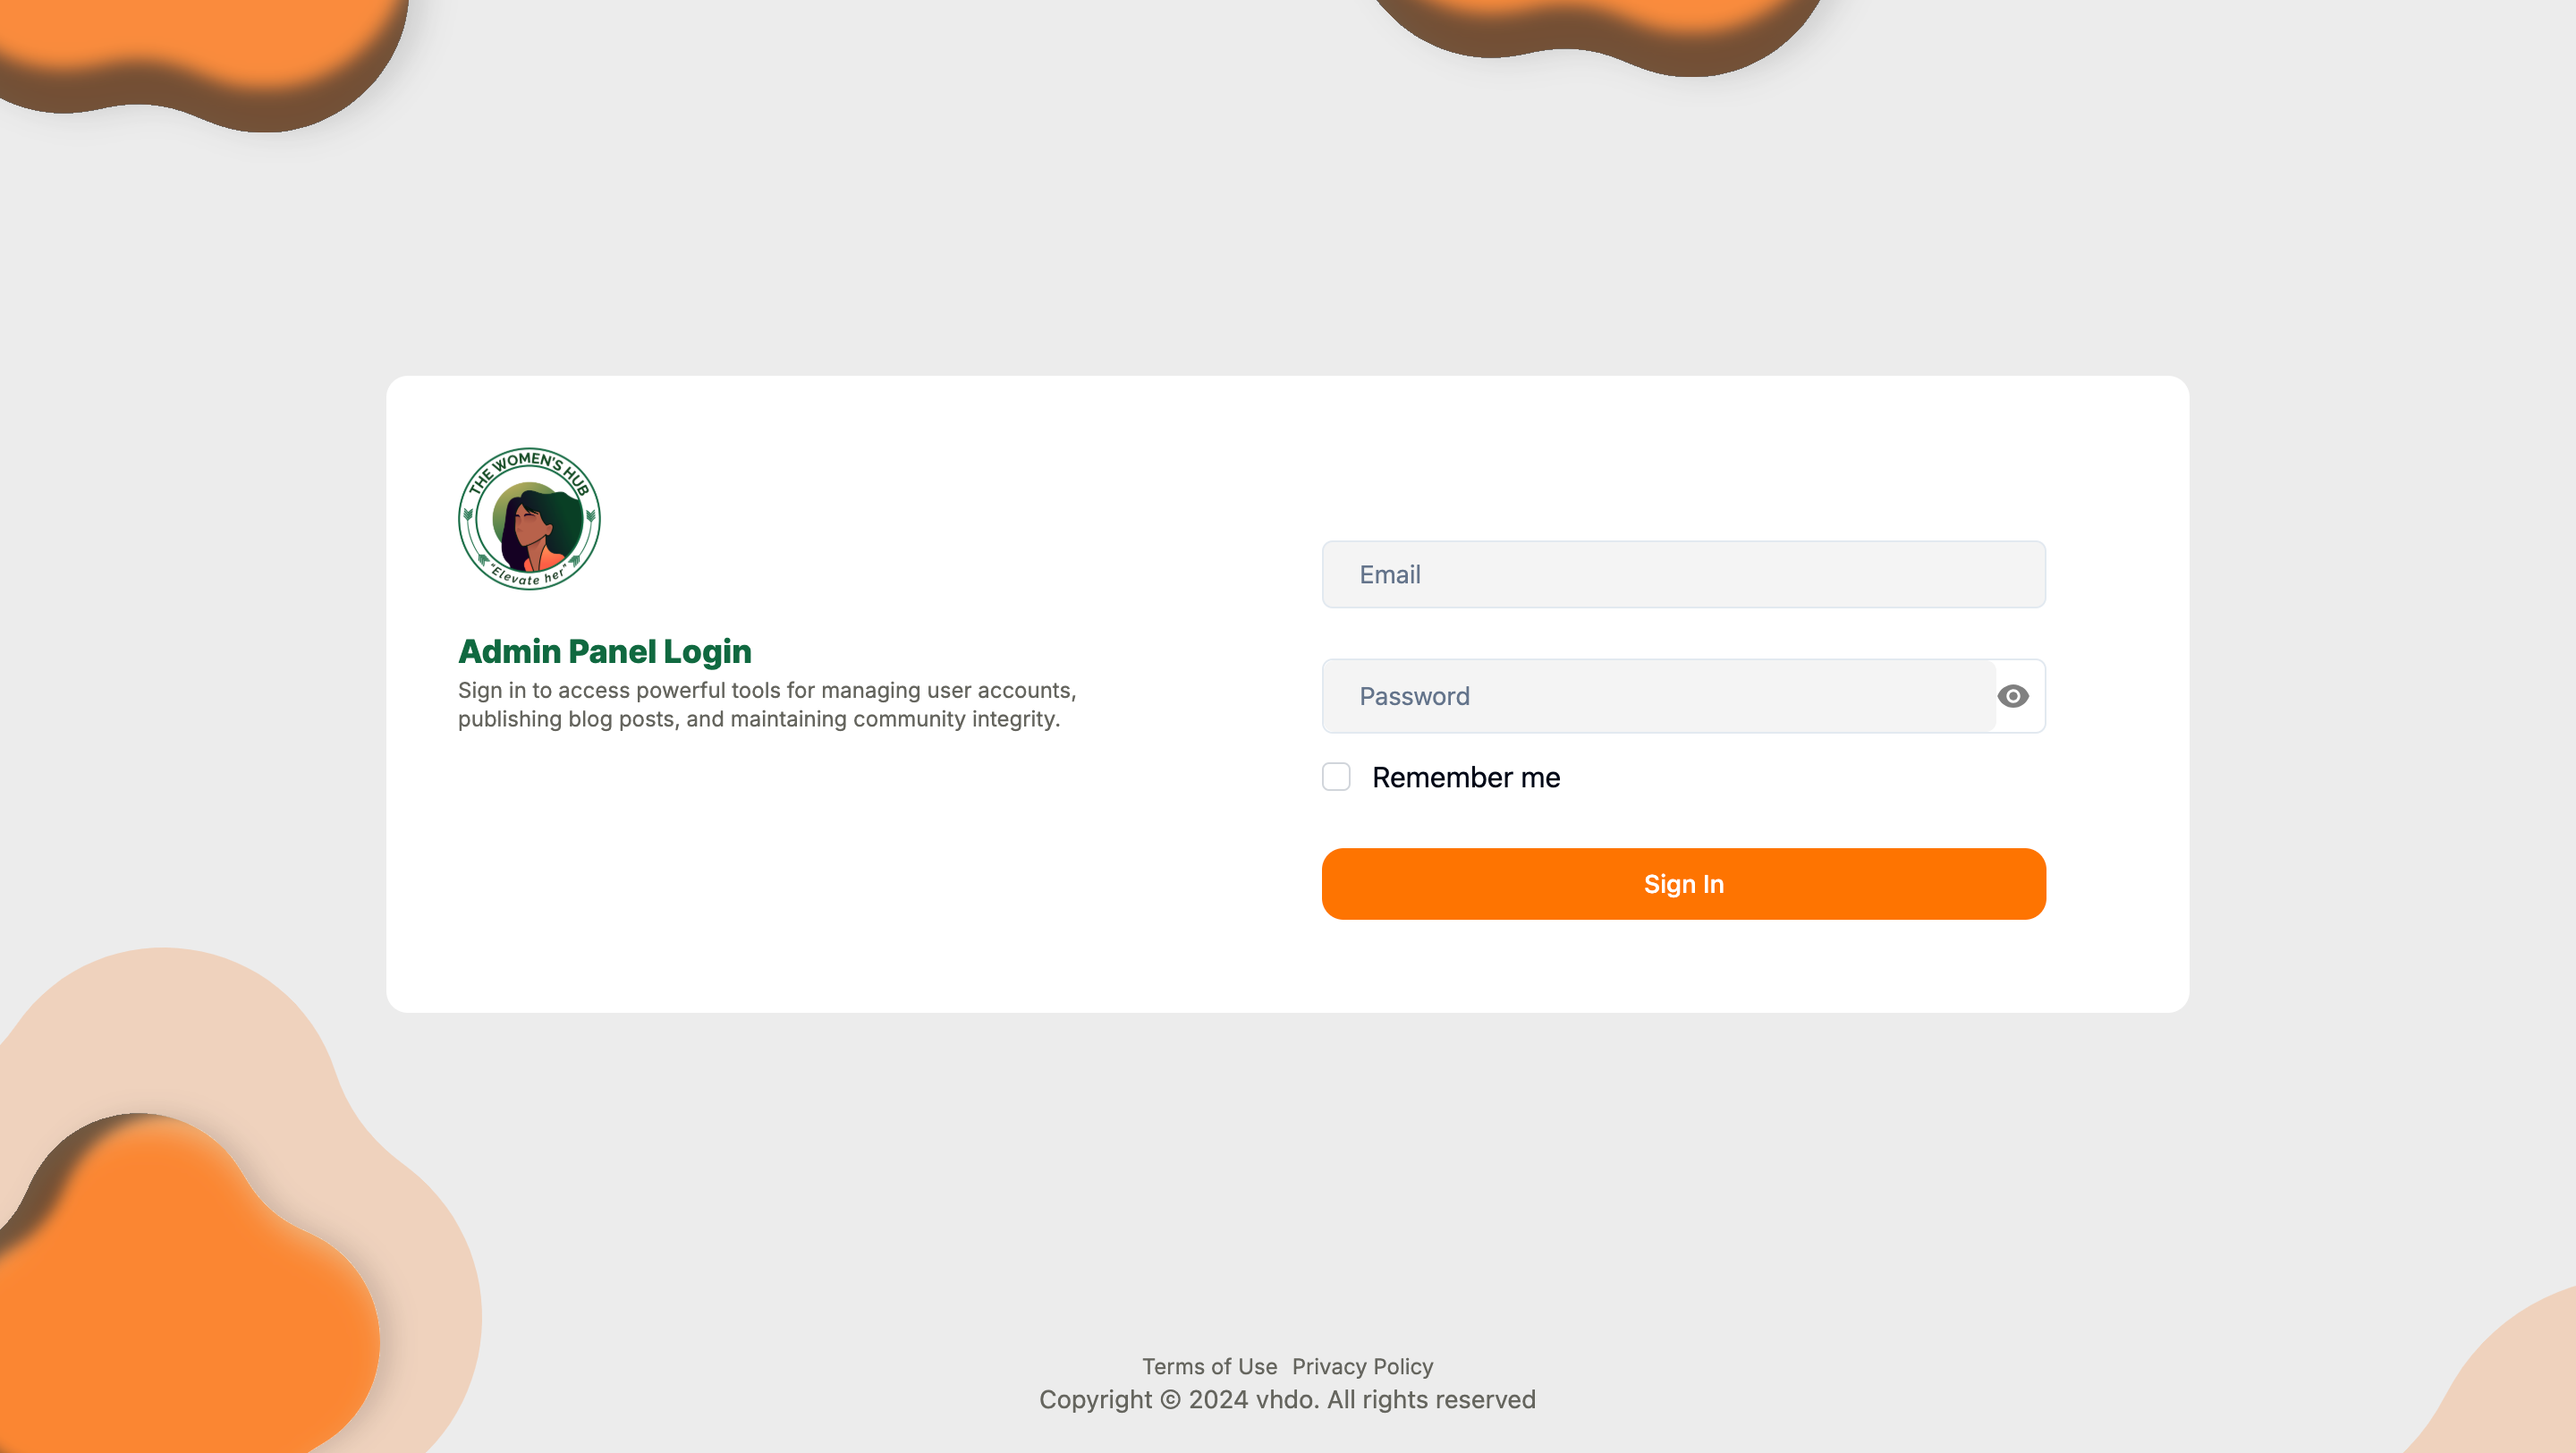 THE WOMEN'S HUB
"Elevate her"
Admin Panel Login
Sign in to access powerful tools for managing user accounts,
publishing blog posts, and maintaining community integrity.
Email
Password
Remember me
Sign In
Terms of Use Privacy Policy
Copyright © 2024 vhdo. All rights reserved